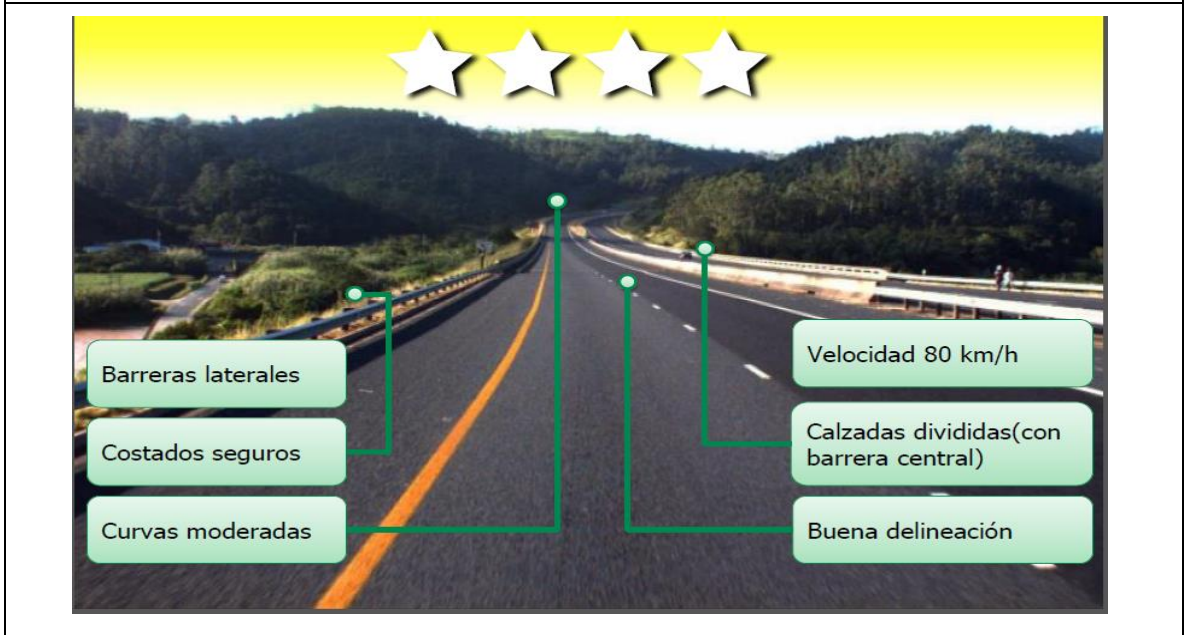 Barreras laterales
Costados seguros
Curvas moderadas
Velocidad 80 km/h
Calzadas divididas(con
barrera central)
Buena delineación